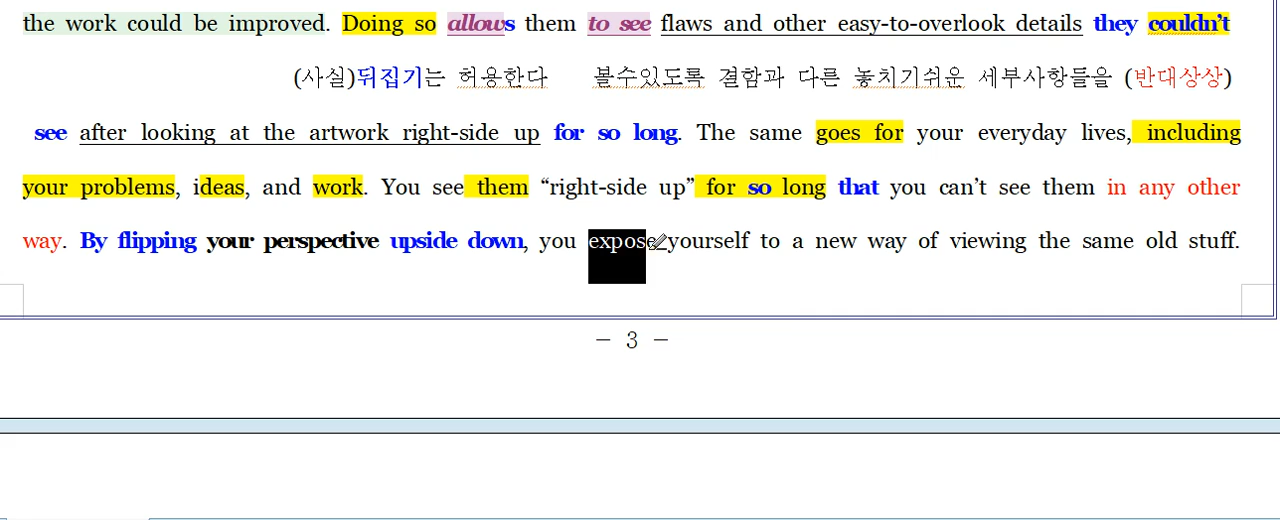 the work could be improved. Doing so allows them to see flaws and other easy-to-overlook details they couldn't
(사실)뒤집기는 허용한다 볼수있도록 결함과 다른 놓치기쉬운 세부사항들을 (반대상상)
see after looking at the artwork right-side up for so long. The same goes for your everyday lives, including
your problems, ideas, and work. You see them “right-side up” for so long that you can't see them in any other
way. By flipping your perspective upside down, you expose yourself to a new way of viewing the same old stuff.
- 3 -